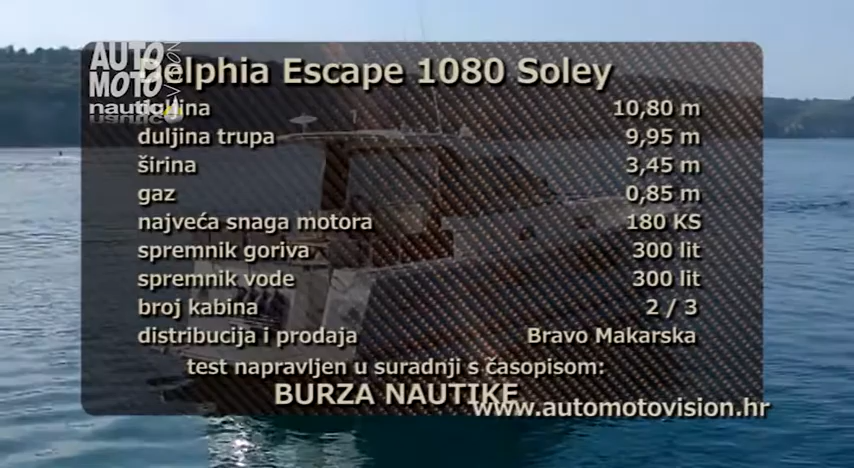 AUTO
MOTO
VISION
nautic
Delphia Escape 1080 Soley
duljina 10,80 m
duljina trupa 9,95 m
širina 3,45 m
gaz 0,85 m
najveća snaga motora 180 KS
spremnik goriva 300 lit
spremnik vode 300 lit
broj kabina 2 / 3
distribucija i prodaja Bravo Makarska
test napravljen u suradnji s časopisom:
BURZA NAUTIKE
www.automotovision.hr